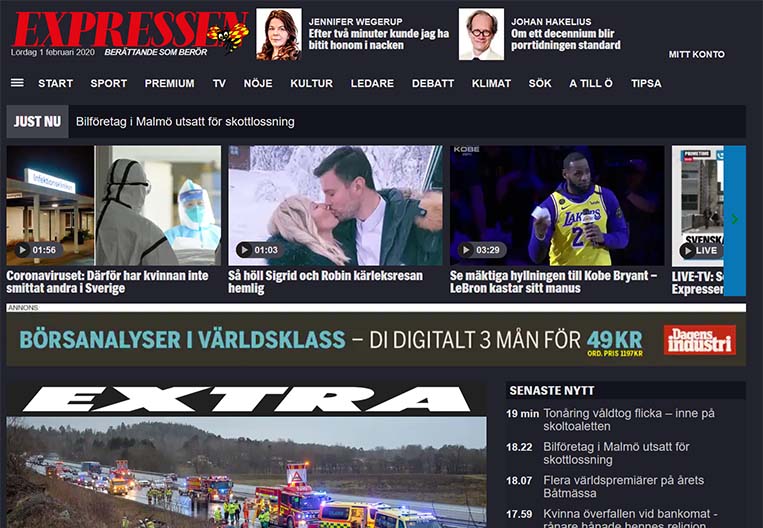 EXPRESSEN
Lördag 1 februari 2020
BERÄTTANDE SOM BERÖR
JENNIFER WEGERUP
Efter två minuter kunde jag ha
bitit honom i nacken
JOHAN HAKELIUS
Om ett decennium blir
porrtidningen standard
MITT KONTO
START SPORT PREMIUM TV NÖJE KULTUR LEDARE DEBATT KLIMAT SÖK A TILL Ö TIPSA
JUST NU
Bilföretag i Malmö utsatt för skottlossning
Infektionskliniken
01:56
Coronaviruset: Därför har kvinnan inte
smittat andra i Sverige
01:03
Så höll Sigrid och Robin kärleksresan
hemlig
KOBE
LAKERS
2
03:29
Se mäktiga hyllningen till Kobe Bryant –
LeBron kastar sitt manus
PRIMETIME
SVENSKA
LIVE
LIVE-TV: S
Expressen
ANNONS
BÖRSANALYSER I VÄRLDSKLASS – DI DIGITALT 3 MÅN FÖR 49 KR
ORD. PRIS 1197KR
Dagens
industri
EXTRA
SENASTE NYTT
19 min Tonåring våldtog flicka – inne på
skoltoaletten
18.22 Bilföretag i Malmö utsatt för
skottlossning
18.07 Flera världspremiärer på årets
Båtmässa
17.59 Kvinna överfallen vid bankomat -
rånare hånade hennes religion